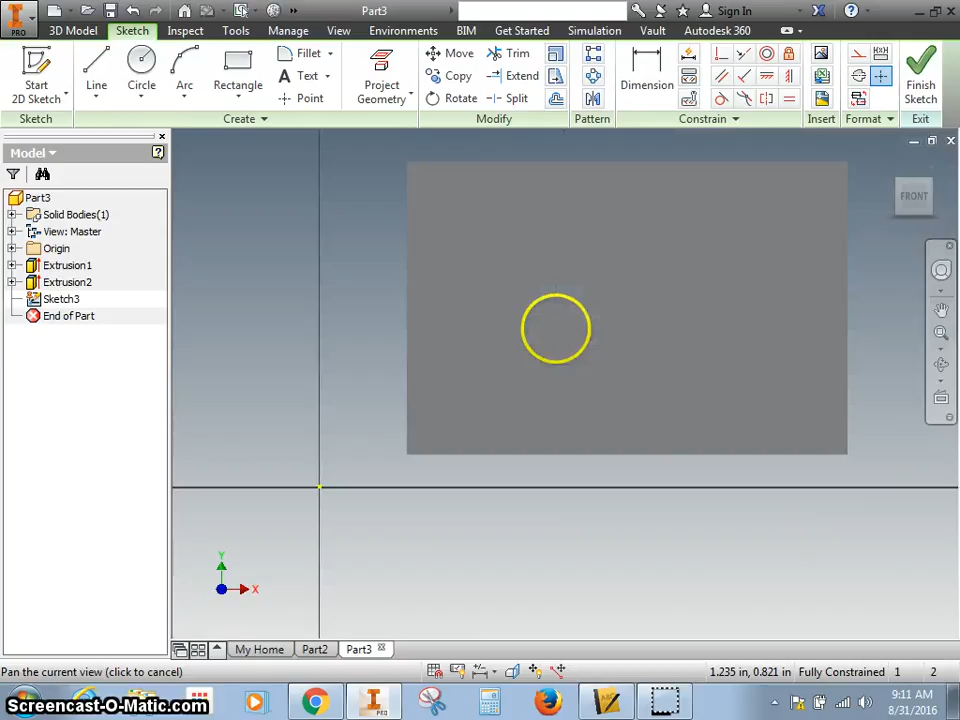 PRO
Part3
Sign In
3D Model Sketch Inspect Tools Manage View Environments BIM Get Started Simulation Vault Autodesk 360
Start
2D Sketch
Line
Circle
Arc
Rectangle
Fillet
Text
Point
Project
Geometry
Move
Copy
Rotate
Trim
Extend
Split
Dimension
Finish
Sketch
Sketch Create Modify Pattern Constrain Insert Format Exit
Model
Part3
Solid Bodies(1)
View: Master
Origin
Extrusion1
Extrusion2
Sketch3
End of Part
FRONT
Y
X
My Home Part2 Part3
Pan the current view (click to cancel)
1.235 in, 0.821 in Fully Constrained 1 2
Screencast-O-Matic.com
PRO
ABC
9:11 AM
8/31/2016